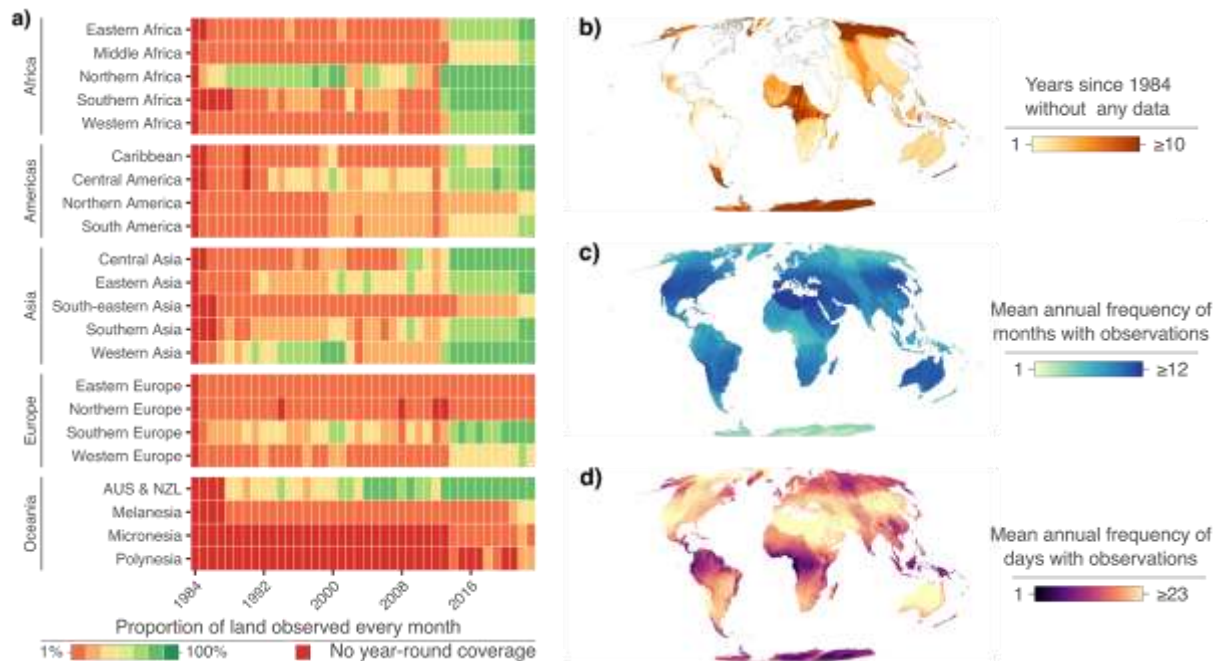 a)
Africa
Eastern Africa
Middle Africa
Northern Africa
Southern Africa
Western Africa
Americas
Caribbean
Central America
Northern America
South America
Asia
Central Asia
Eastern Asia
South-eastern Asia
Southern Asia
Western Asia
Europe
Eastern Europe
Northern Europe
Southern Europe
Western Europe
Oceania
AUS & NZL
Melanesia
Micronesia
Polynesia
1984 1992 2000 2008 2016
Proportion of land observed every month
1% 100% No year-round coverage
b)
Years since 1984
without any data
1 ≥10
c)
Mean annual frequency of
months with observations
1 ≥12
d)
Mean annual frequency of
days with observations
1 ≥23